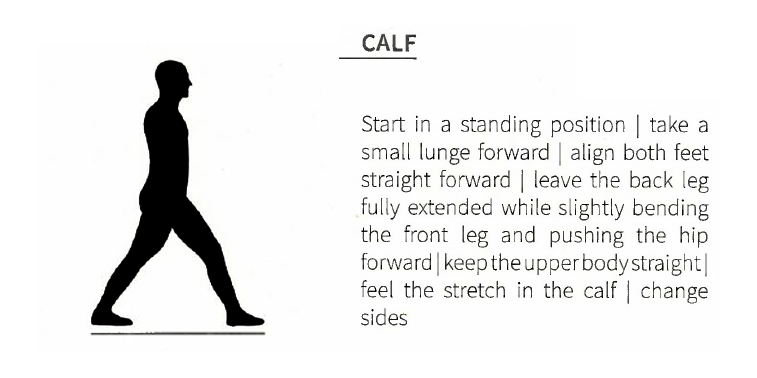 CALF
Start in a standing position | take a
small lunge forward | align both feet
straight forward | leave the back leg
fully extended while slightly bending
the front leg and pushing the hip
forward | keep the upper body straight |
feel the stretch in the calf | change
sides